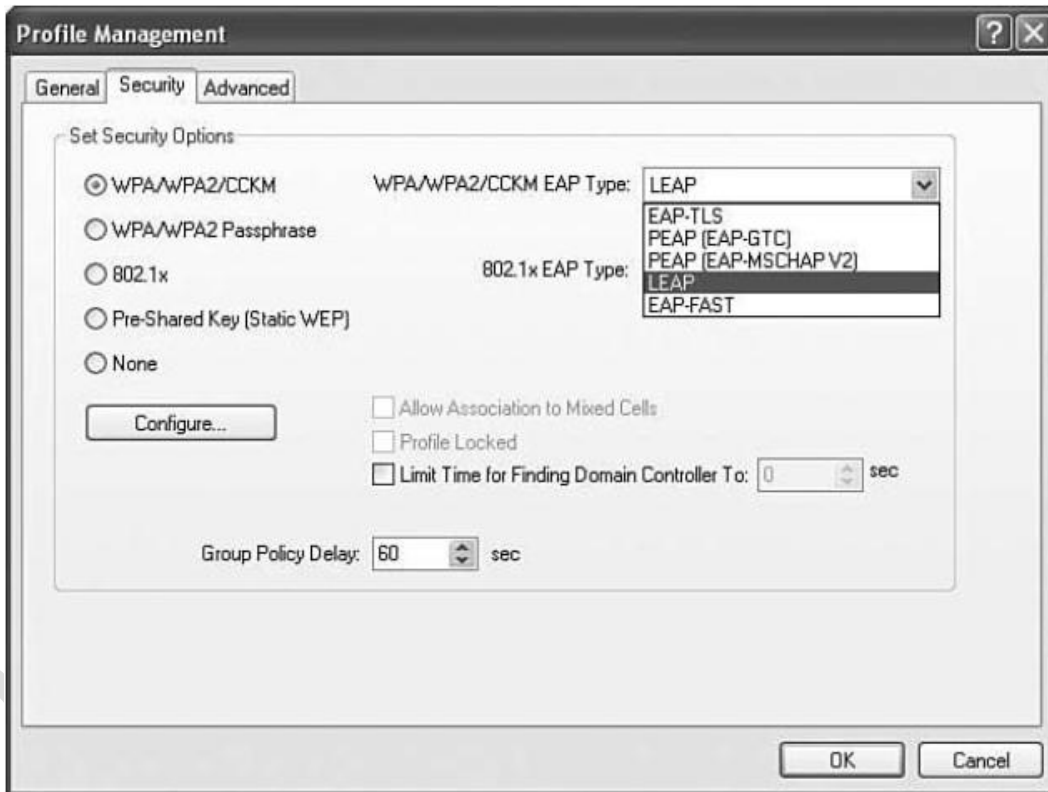 Profile Management
General Security Advanced
Set Security Options
WPA/WPA2/CCKM WPA/WPA2/CCKM EAP Type: LEAP
EAP-TLS
WPA/WPA2 Passphrase PEAP (EAP-GTC)
PEAP (EAP-MSCHAP V2)
802.1x 802.1x EAP Type: LEAP
EAP-FAST
Pre-Shared Key (Static WEP)
None
Configure... Allow Association to Mixed Cells
Profile Locked
Limit Time for Finding Domain Controller To: 0 sec
Group Policy Delay: 60 sec
OK Cancel